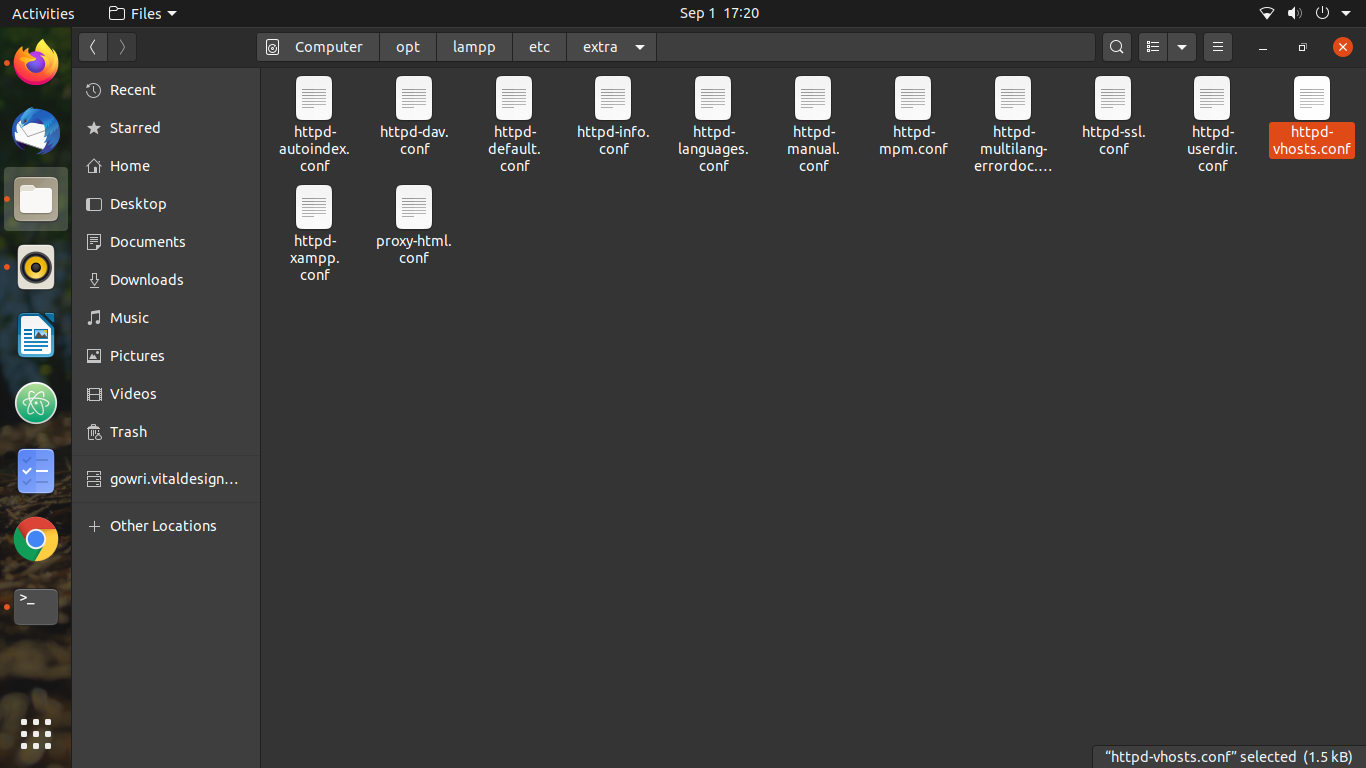 Activities
Files
Sep 1 17:20
Computer
opt
lampp
etc
extra
Recent
Starred
Home
Desktop
Documents
Downloads
Music
Pictures
Videos
Trash
gowri.vitaldesign…
Other Locations
httpd-
autoindex.
conf
httpd-dav.
conf
httpd-
default.
conf
httpd-info.
conf
httpd-
languages.
conf
httpd-
manual.
conf
httpd-
mpm.conf
httpd-
multilang-
errordoc.…
httpd-ssl.
conf
httpd-
userdir.
conf
httpd-
vhosts.conf
httpd-
xampp.
conf
proxy-html.
conf
>_
“httpd-vhosts.conf” selected (1.5 kB)